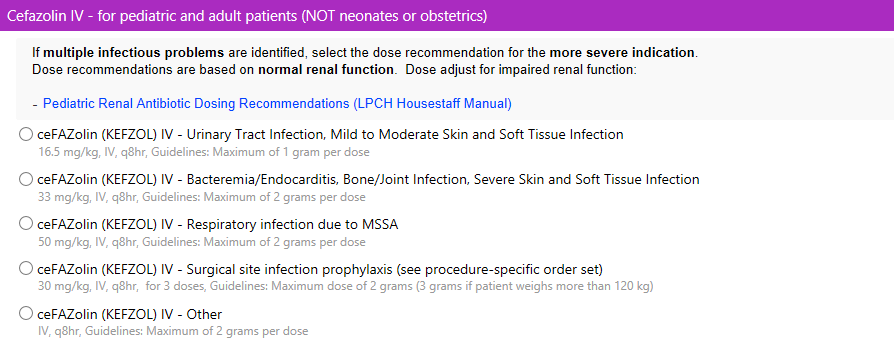 Cefazolin IV - for pediatric and adult patients (NOT neonates or obstetrics)
If multiple infectious problems are identified, select the dose recommendation for the more severe indication.
Dose recommendations are based on normal renal function. Dose adjust for impaired renal function:
- Pediatric Renal Antibiotic Dosing Recommendations (LPCH Housestaff Manual)
ceFAZolin (KEFZOL) IV - Urinary Tract Infection, Mild to Moderate Skin and Soft Tissue Infection
16.5 mg/kg, IV, q8hr, Guidelines: Maximum of 1 gram per dose
ceFAZolin (KEFZOL) IV - Bacteremia/Endocarditis, Bone/Joint Infection, Severe Skin and Soft Tissue Infection
33 mg/kg, IV, q8hr, Guidelines: Maximum of 2 grams per dose
ceFAZolin (KEFZOL) IV - Respiratory infection due to MSSA
50 mg/kg, IV, q8hr, Guidelines: Maximum of 2 grams per dose
ceFAZolin (KEFZOL) IV - Surgical site infection prophylaxis (see procedure-specific order set)
30 mg/kg, IV, q8hr, for 3 doses, Guidelines: Maximum dose of 2 grams (3 grams if patient weighs more than 120 kg)
ceFAZolin (KEFZOL) IV - Other
IV, q8hr, Guidelines: Maximum of 2 grams per dose